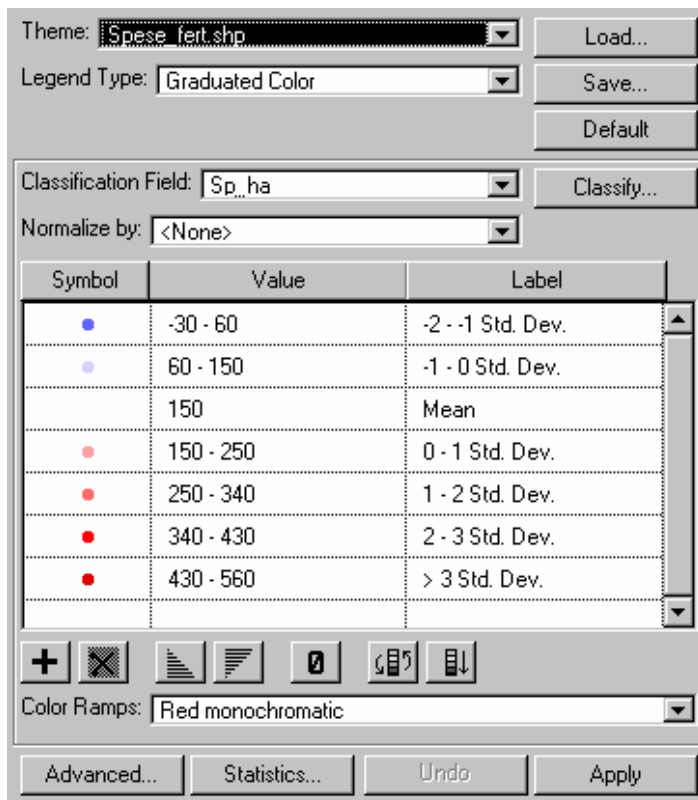 Theme: Spese_fert.shp
Load...
Legend Type: Graduated Color
Save...
Default
Classification Field: Sp_ha
Classify...
Normalize by: <None>
Symbol Value Label
-30 - 60 -2 - -1 Std. Dev.
60 - 150 -1 - 0 Std. Dev.
150 Mean
150 - 250 0 - 1 Std. Dev.
250 - 340 1 - 2 Std. Dev.
340 - 430 2 - 3 Std. Dev.
430 - 560 > 3 Std. Dev.
0
Color Ramps: Red monochromatic
Advanced... Statistics... Undo Apply